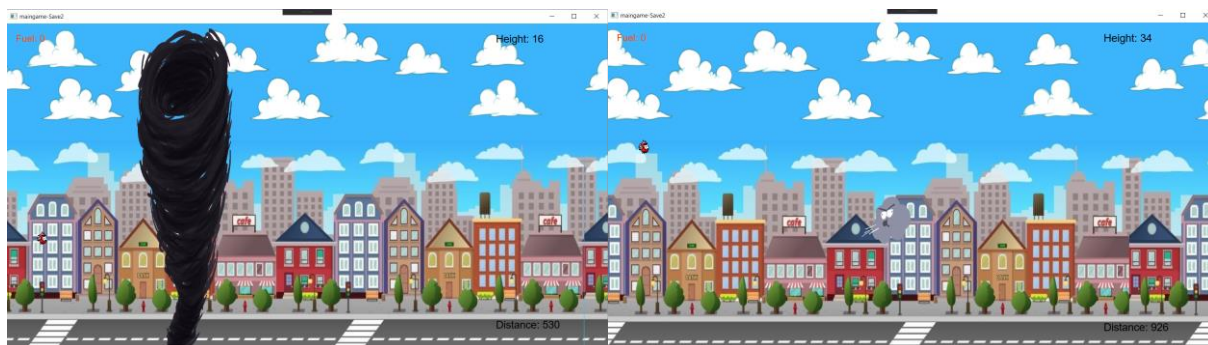 maingame-Save2
Fuel: 0
Height: 16
cafe
cafe
Distance: 530
maingame-Save2
Fuel: 0
Height: 34
cafe
cafe
Distance: 926